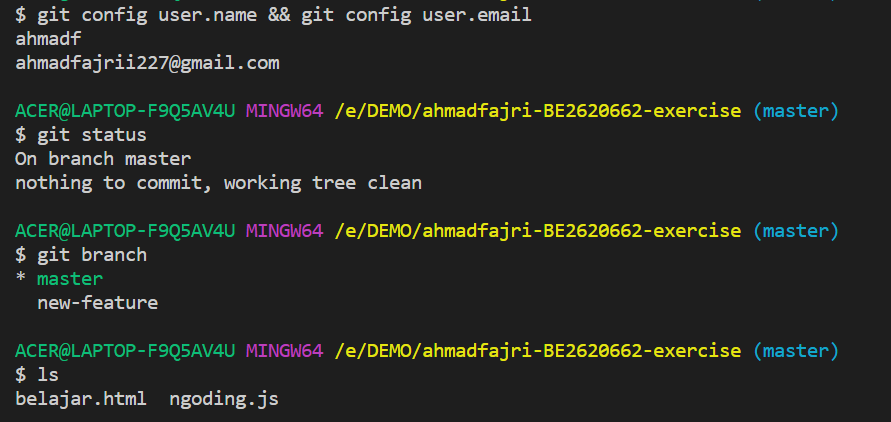 $ git config user.name && git config user.email
ahmadf
ahmadfajrii227@gmail.com
ACER@LAPTOP-F9Q5AV4U MINGW64 /e/DEMO/ahmadfajri-BE2620662-exercise (master)
$ git status
On branch master
nothing to commit, working tree clean
ACER@LAPTOP-F9Q5AV4U MINGW64 /e/DEMO/ahmadfajri-BE2620662-exercise (master)
$ git branch
* master
  new-feature
ACER@LAPTOP-F9Q5AV4U MINGW64 /e/DEMO/ahmadfajri-BE2620662-exercise (master)
$ ls
belajar.html  ngoding.js